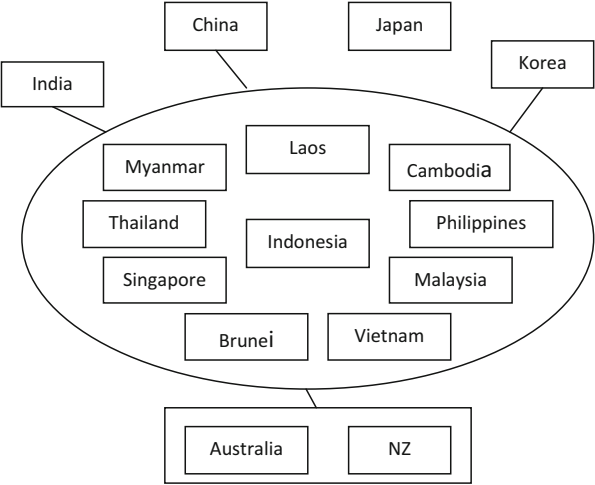 China
Japan
Korea
India
Laos
Myanmar
Cambodia
Thailand
Philippines
Indonesia
Singapore
Malaysia
Brunei
Vietnam
Australia
NZ